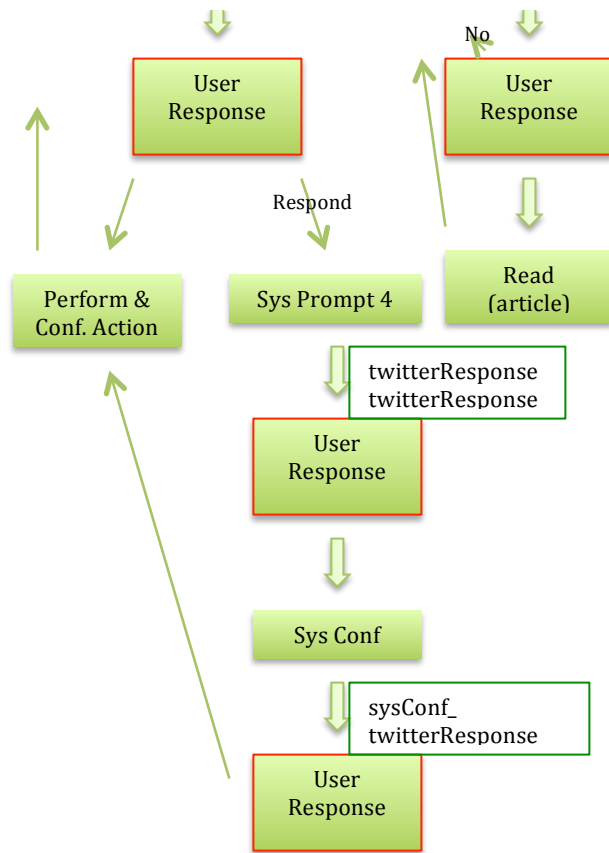 No
User
Response
User
Response
Respond
Perform &
Conf. Action
Sys Prompt 4
Read
(article)
twitterResponse
twitterResponse
User
Response
Sys Conf
sysConf_
twitterResponse
User
Response